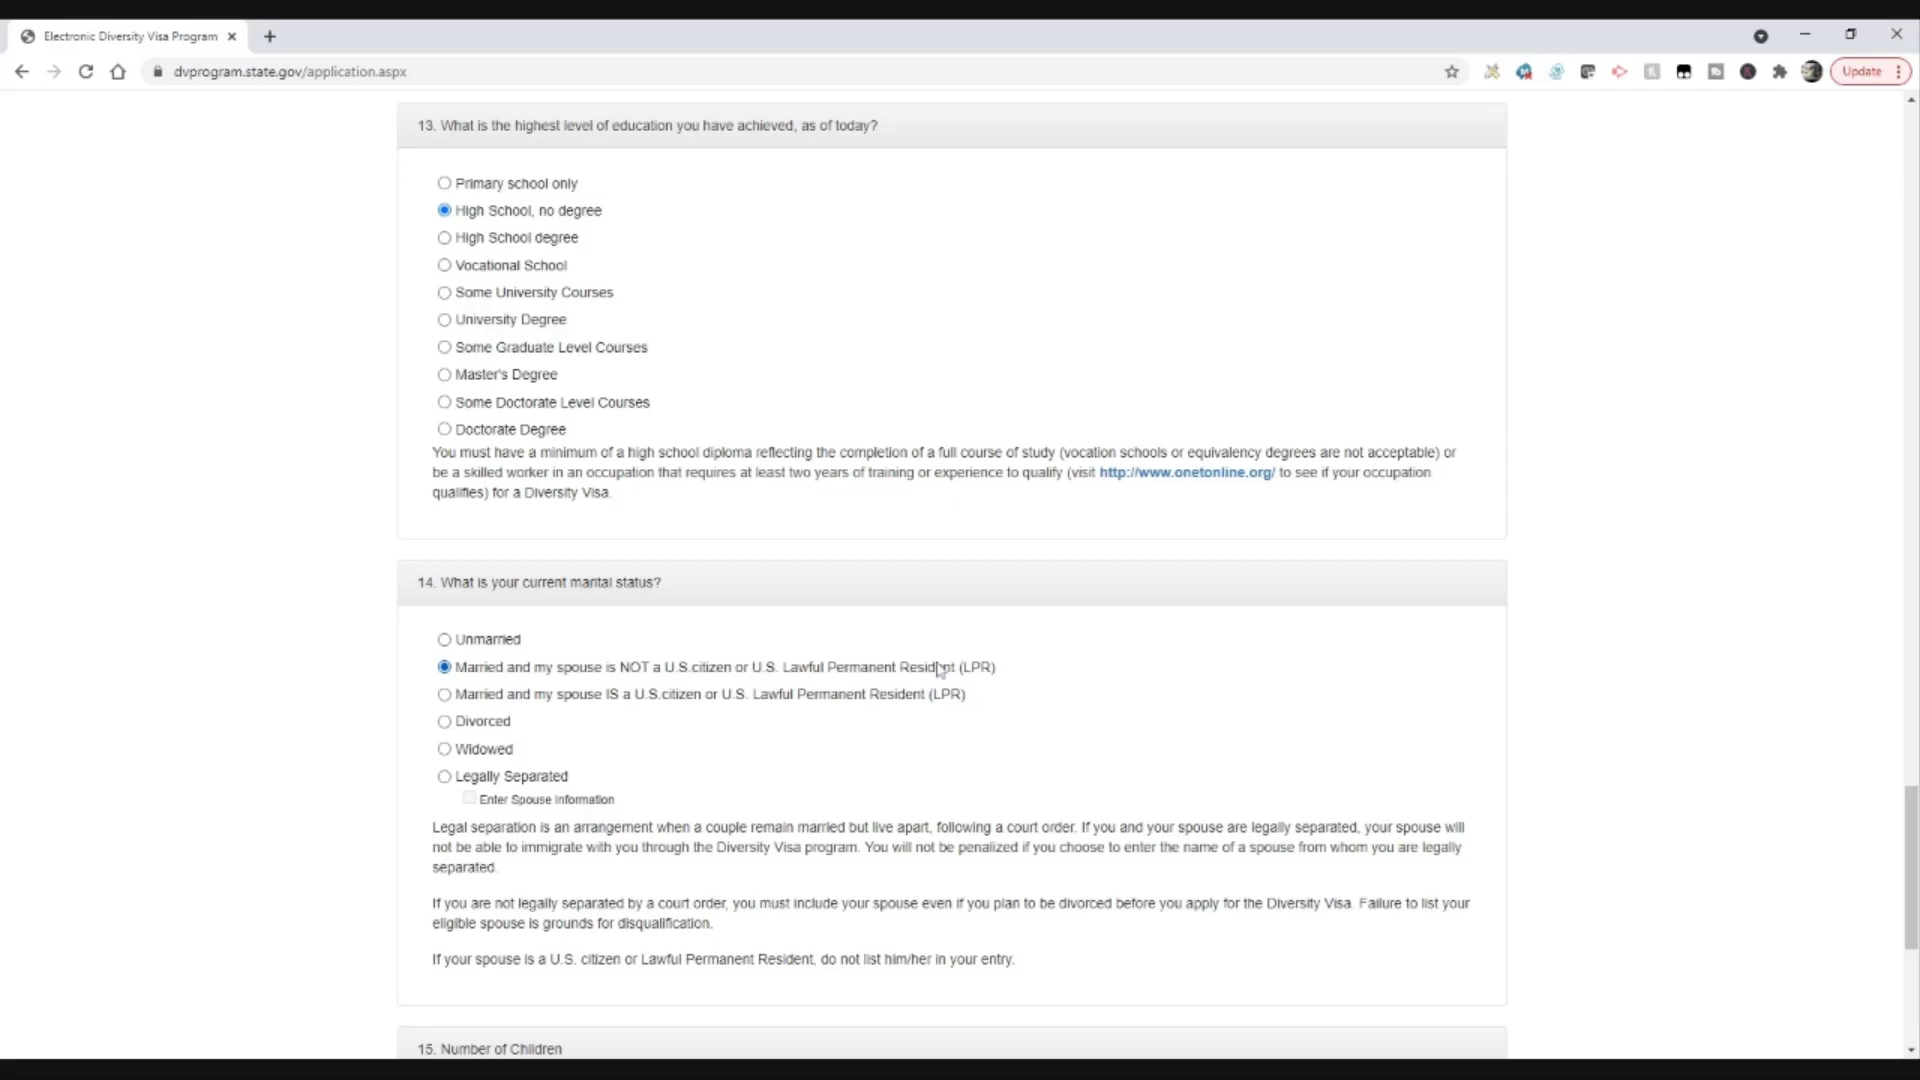 Electronic Diversity Visa Program
dvprogram.state.gov/application.aspx
Update
13. What is the highest level of education you have achieved, as of today?
Primary school only
High School, no degree
High School degree
Vocational School
Some University Courses
University Degree
Some Graduate Level Courses
Master's Degree
Some Doctorate Level Courses
Doctorate Degree
You must have a minimum of a high school diploma reflecting the completion of a full course of study (vocation schools or equivalency degrees are not acceptable) or
be a skilled worker in an occupation that requires at least two years of training or experience to qualify (visit http://www.onetonline.org/ to see if your occupation
qualifies) for a Diversity Visa.
14. What is your current marital status?
Unmarried
Married and my spouse is NOT a U.S.citizen or U.S. Lawful Permanent Resident (LPR)
Married and my spouse IS a U.S.citizen or U.S. Lawful Permanent Resident (LPR)
Divorced
Widowed
Legally Separated
Enter Spouse Information
Legal separation is an arrangement when a couple remain married but live apart, following a court order. If you and your spouse are legally separated, your spouse will
not be able to immigrate with you through the Diversity Visa program. You will not be penalized if you choose to enter the name of a spouse from whom you are legally
separated.
If you are not legally separated by a court order, you must include your spouse even if you plan to be divorced before you apply for the Diversity Visa. Failure to list your
eligible spouse is grounds for disqualification.
If your spouse is a U.S. citizen or Lawful Permanent Resident, do not list him/her in your entry.
15. Number of Children